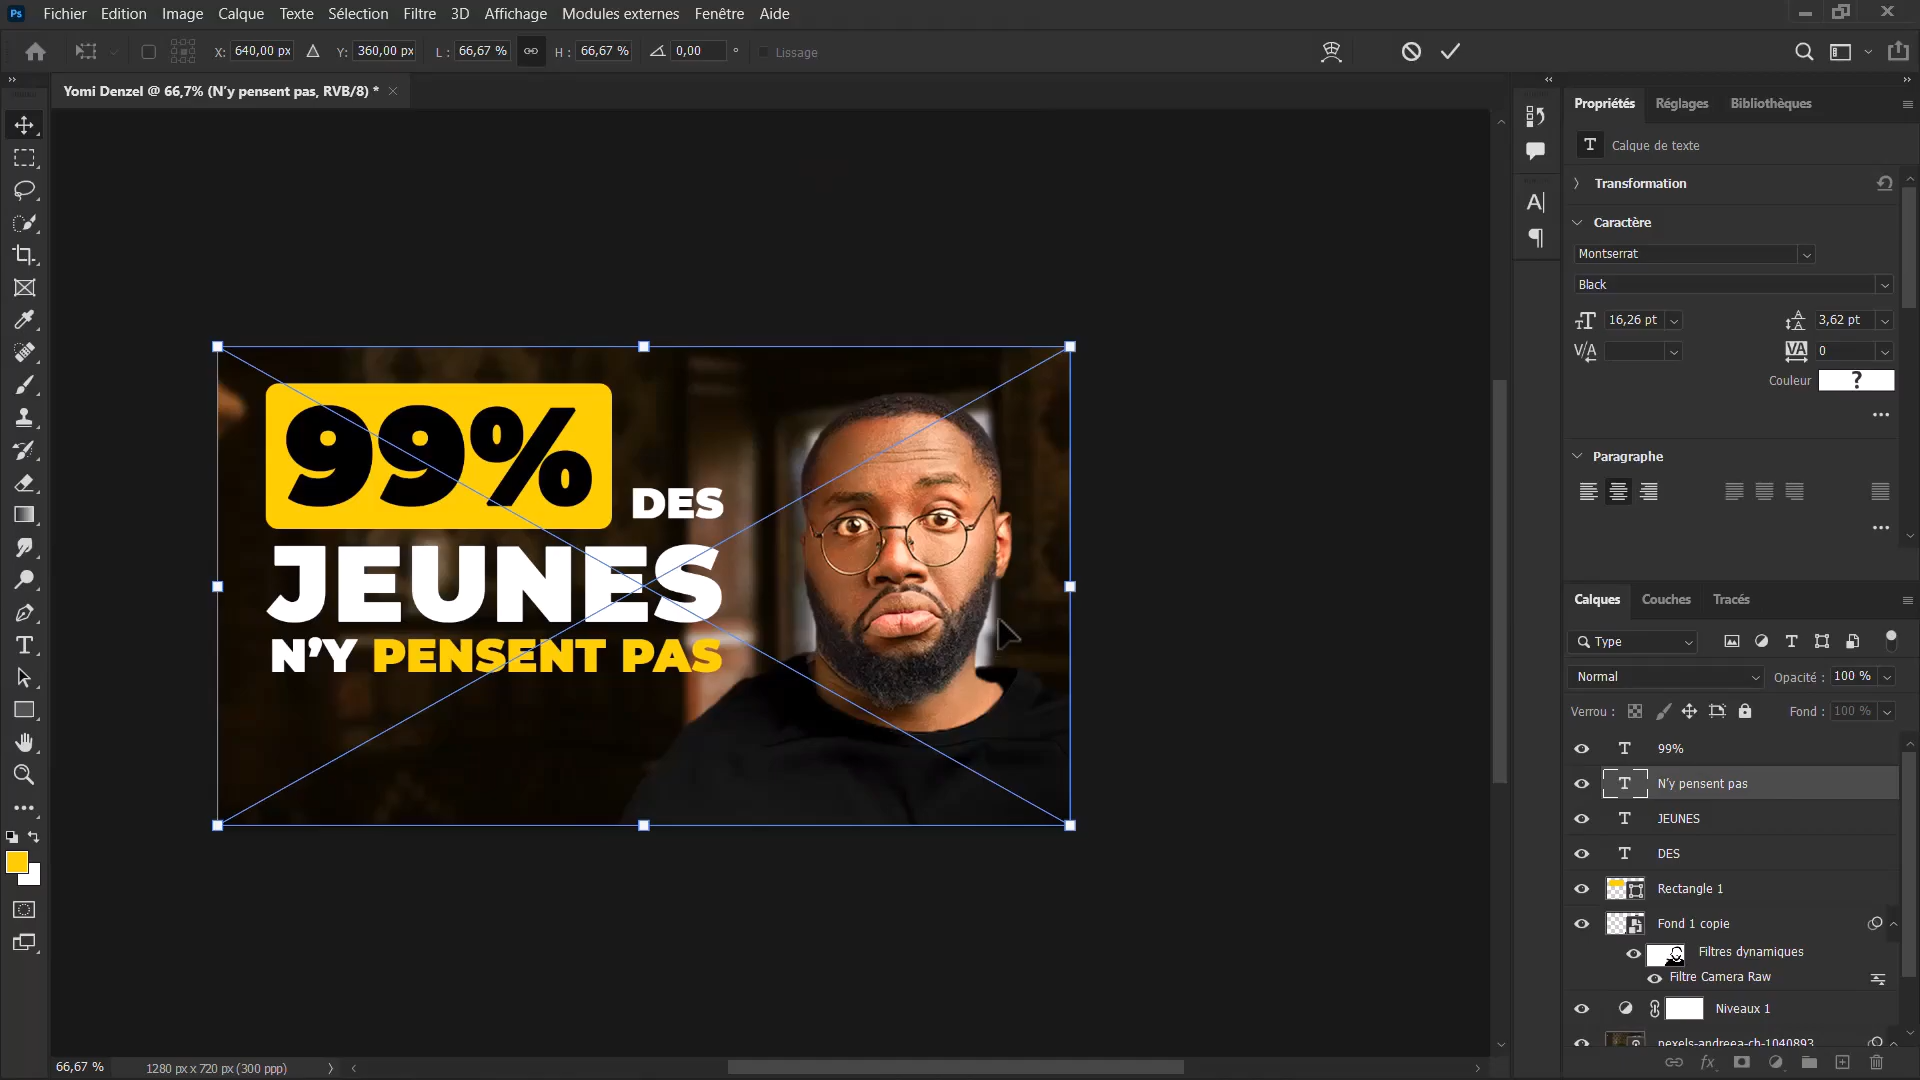 Ps Fichier Edition Image Calque Texte Sélection Filtre 3D Affichage Modules externes Fenêtre Aide
X: 640,00 px Y: 360,00 px L : 66,67 % H : 66,67 % 0,00 ° Lissage
Yomi Denzel @ 66,7% (N'y pensent pas, RVB/8) *
Propriétés Réglages Bibliothèques
T Calque de texte
Transformation
Caractère
Montserrat
Black
16,26 pt 3,62 pt
V/A VA 0
Couleur ?
Paragraphe
99%
DES
JEUNES
N'Y PENSENT PAS
Calques Couches Tracés
Type
Normal Opacité : 100 %
Verrou : Fond : 100 %
T 99%
T N'y pensent pas
T JEUNES
T DES
Rectangle 1
Fond 1 copie
Filtres dynamiques
Filtre Camera Raw
Niveaux 1
pexels-andreea-ch-1040893
66,67 % 1280 px x 720 px (300 ppp)
fx